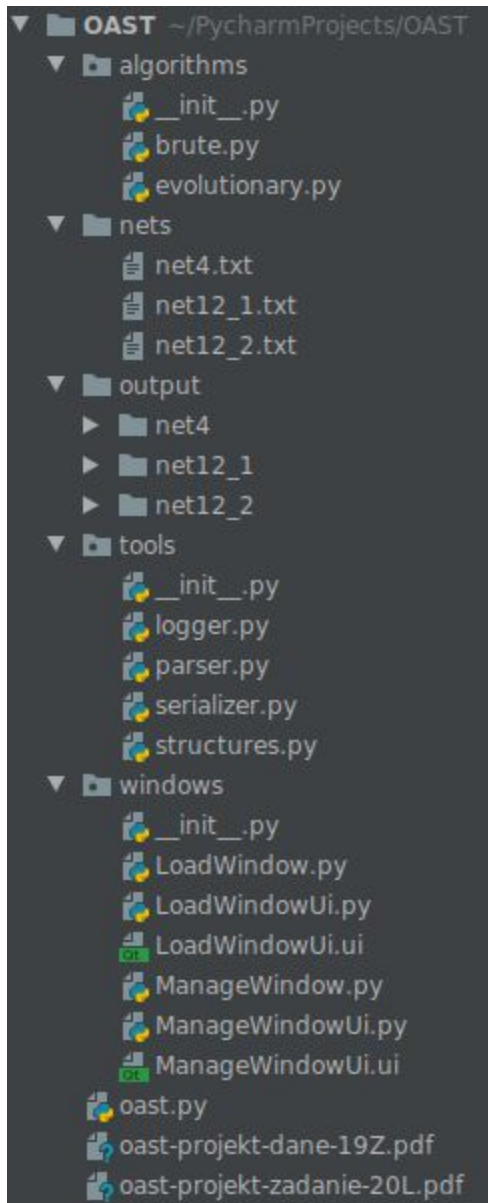 OAST ~/PycharmProjects/OAST
algorithms
__init__.py
brute.py
evolutionary.py
nets
net4.txt
net12_1.txt
net12_2.txt
output
net4
net12_1
net12_2
tools
__init__.py
logger.py
parser.py
serializer.py
structures.py
windows
__init__.py
LoadWindow.py
LoadWindowUi.py
LoadWindowUi.ui
ManageWindow.py
ManageWindowUi.py
ManageWindowUi.ui
oast.py
oast-projekt-dane-19Z.pdf
oast-projekt-zadanie-20L.pdf